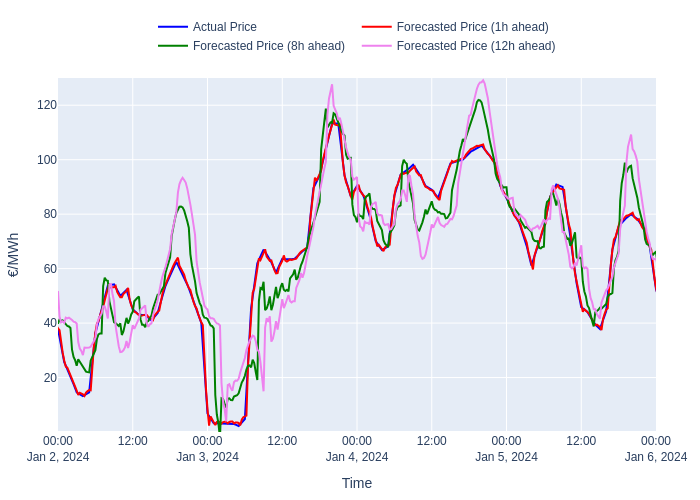 Actual Price
Forecasted Price (1h ahead)
Forecasted Price (8h ahead)
Forecasted Price (12h ahead)
120
100
80
60
40
20
€/MWh
00:00 12:00 00:00 12:00 00:00 12:00 00:00 12:00 00:00
Jan 2, 2024 Jan 3, 2024 Jan 4, 2024 Jan 5, 2024 Jan 6, 2024
Time